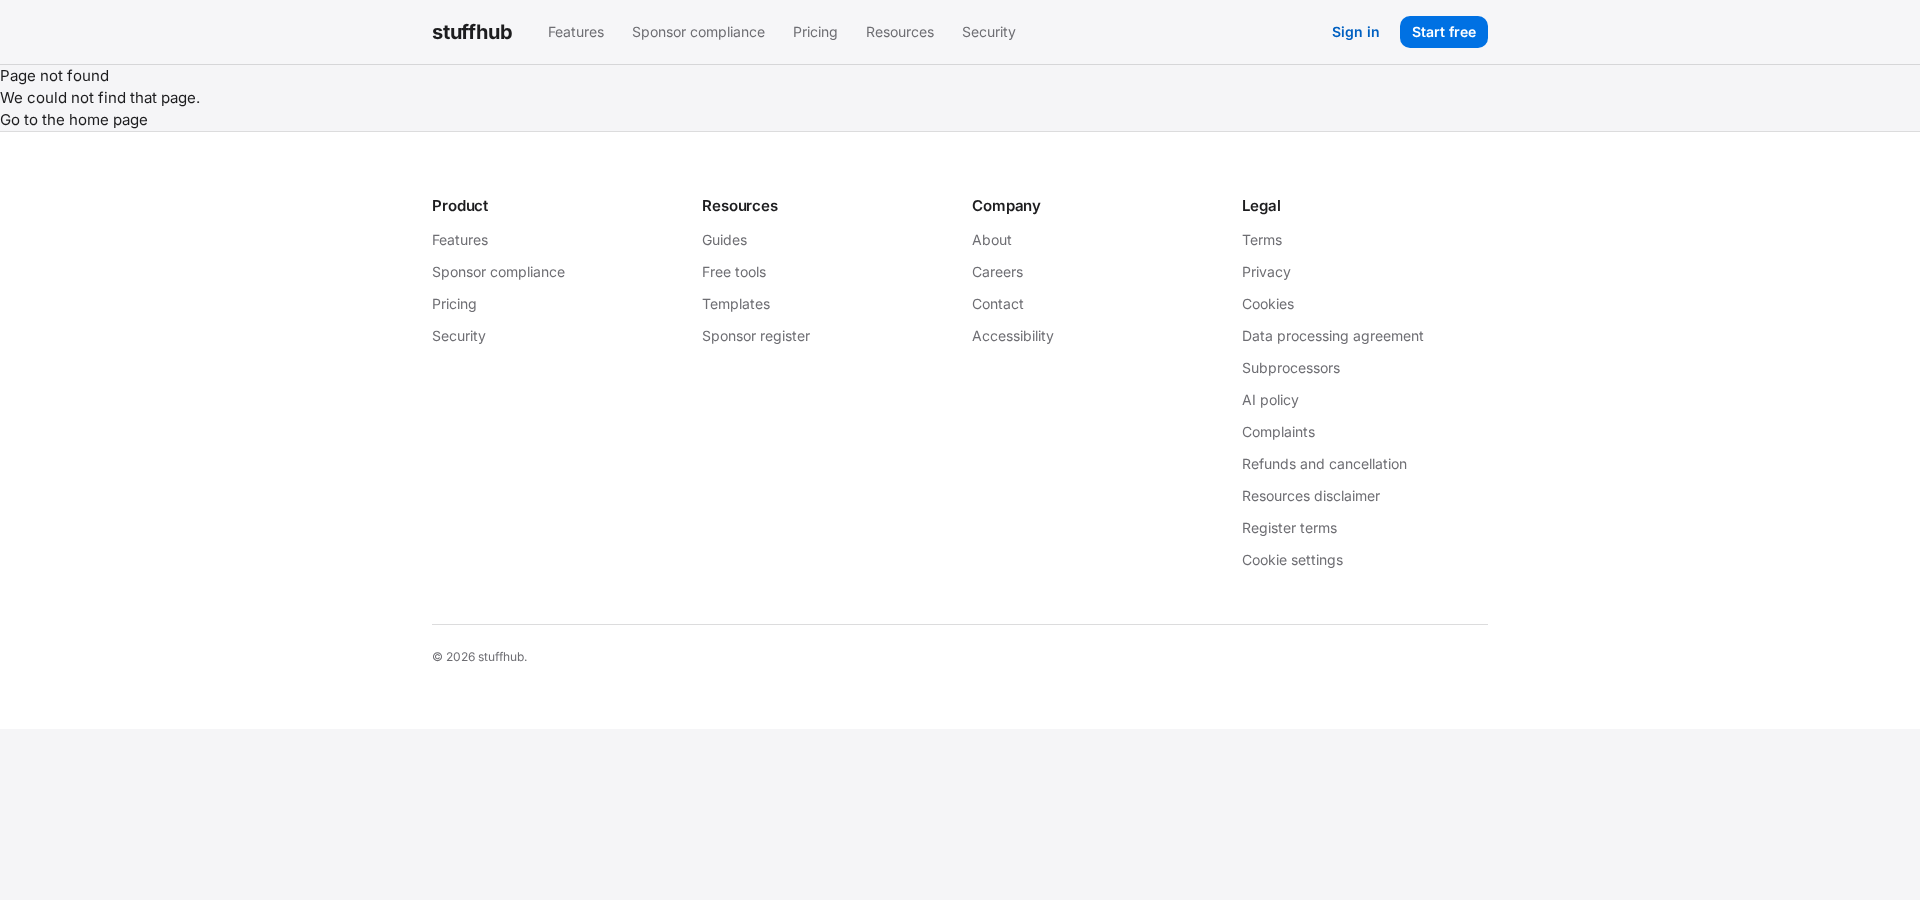 stuffhub
Features
Sponsor compliance
Pricing
Resources
Security
Sign in
Start free
Page not found
We could not find that page.
Go to the home page
Product
Features
Sponsor compliance
Pricing
Security
Resources
Guides
Free tools
Templates
Sponsor register
Company
About
Careers
Contact
Accessibility
Legal
Terms
Privacy
Cookies
Data processing agreement
Subprocessors
AI policy
Complaints
Refunds and cancellation
Resources disclaimer
Register terms
Cookie settings
© 2026 stuffhub.